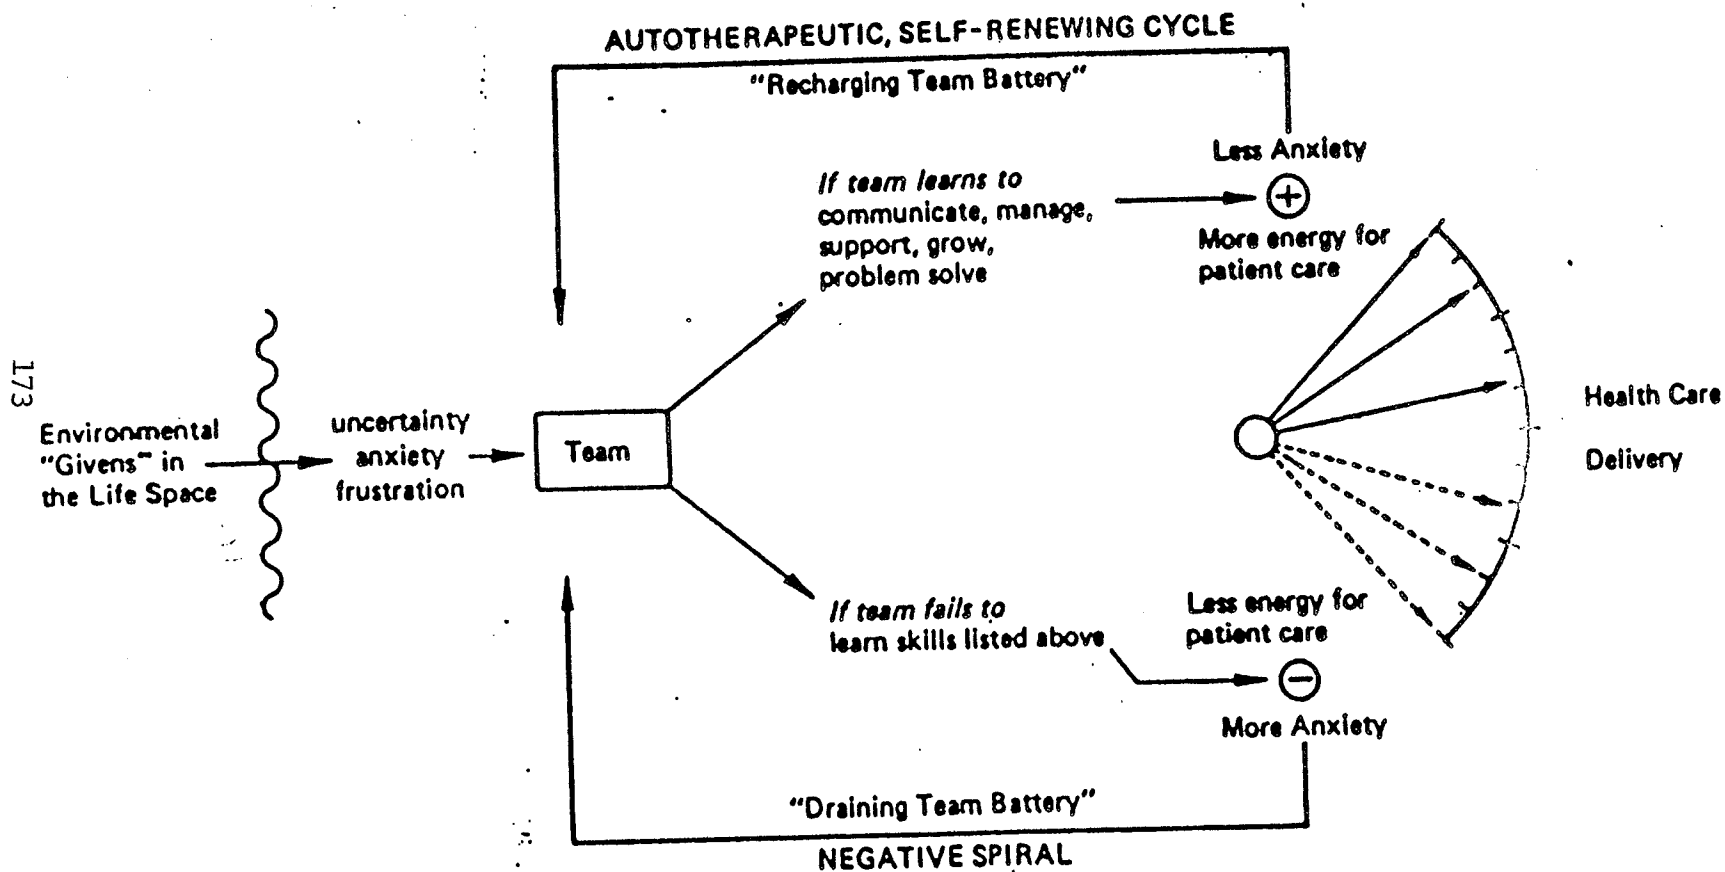 AUTOTHERAPEUTIC, SELF-RENEWING CYCLE
"Recharging Team Battery"
Less Anxiety
+
More energy for
patient care
If team learns to
communicate, manage,
support, grow,
problem solve
173
Environmental
"Givens" in
the Life Space
uncertainty
anxiety
frustration
Team
Health Care
Delivery
If team fails to
learn skills listed above
Less energy for
patient care
−
More Anxiety
"Draining Team Battery"
NEGATIVE SPIRAL